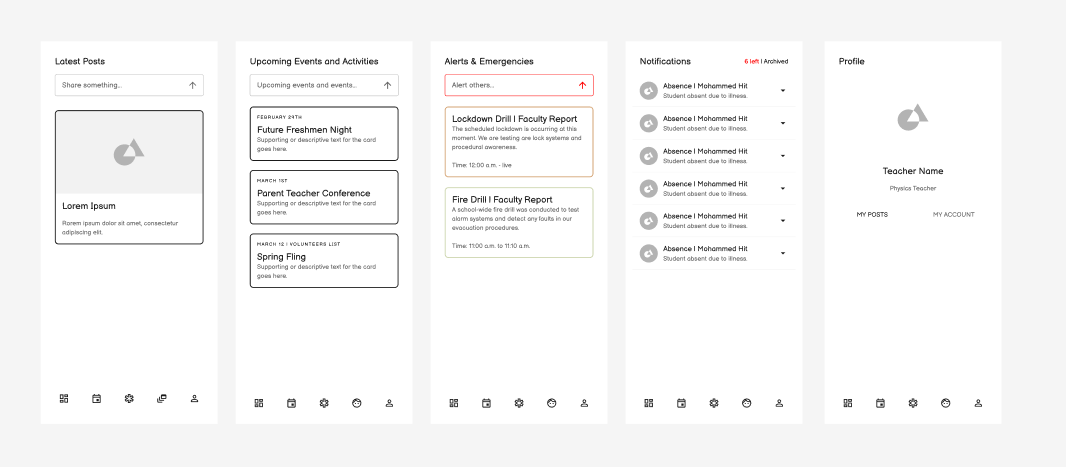 Latest Posts
Share something...
Lorem Ipsum
Rorem ipsum dolor sit amet, consectetur
adipiscing elit.
Upcoming Events and Activities
Upcoming events and events...
FEBRUARY 29TH
Future Freshmen Night
Supporting or descriptive text for the card
goes here.
MARCH 1ST
Parent Teacher Conference
Supporting or descriptive text for the card
goes here.
MARCH 12 | VOLUNTEERS LIST
Spring Fling
Supporting or descriptive text for the card
goes here.
Alerts & Emergencies
Alert others...
Lockdown Drill | Faculty Report
The scheduled lockdown is occurring at this
moment. We are testing are lock systems and
procedural awareness.
Time: 12:00 a.m. - live
Fire Drill | Faculty Report
A school-wide fire drill was conducted to test
alarm systems and detect any faults in our
evacuation procedures.
Time: 11:00 a.m. to 11:10 a.m.
Notifications
6 left | Archived
Absence | Mohammed Hit
Student absent due to illness.
Absence | Mohammed Hit
Student absent due to illness.
Absence | Mohammed Hit
Student absent due to illness.
Absence | Mohammed Hit
Student absent due to illness.
Absence | Mohammed Hit
Student absent due to illness.
Absence | Mohammed Hit
Student absent due to illness.
Profile
Teacher Name
Physics Teacher
MY POSTS
MY ACCOUNT